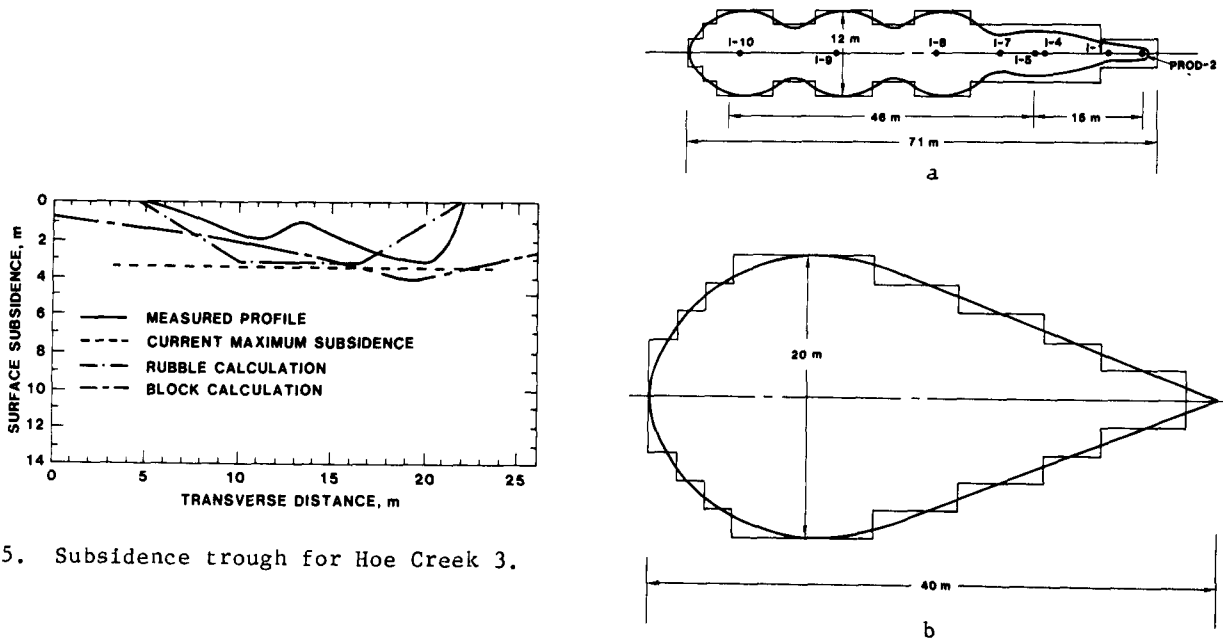 0
2
4
6
8
10
12
14
SURFACE SUBSIDENCE, m
MEASURED PROFILE
CURRENT MAXIMUM SUBSIDENCE
RUBBLE CALCULATION
BLOCK CALCULATION
0 5 10 15 20 25
TRANSVERSE DISTANCE, m
5. Subsidence trough for Hoe Creek 3.
12 m
I-10
I-9
I-8
I-7
I-5
I-4
PROD-2
46 m
15 m
71 m
a
20 m
40 m
b